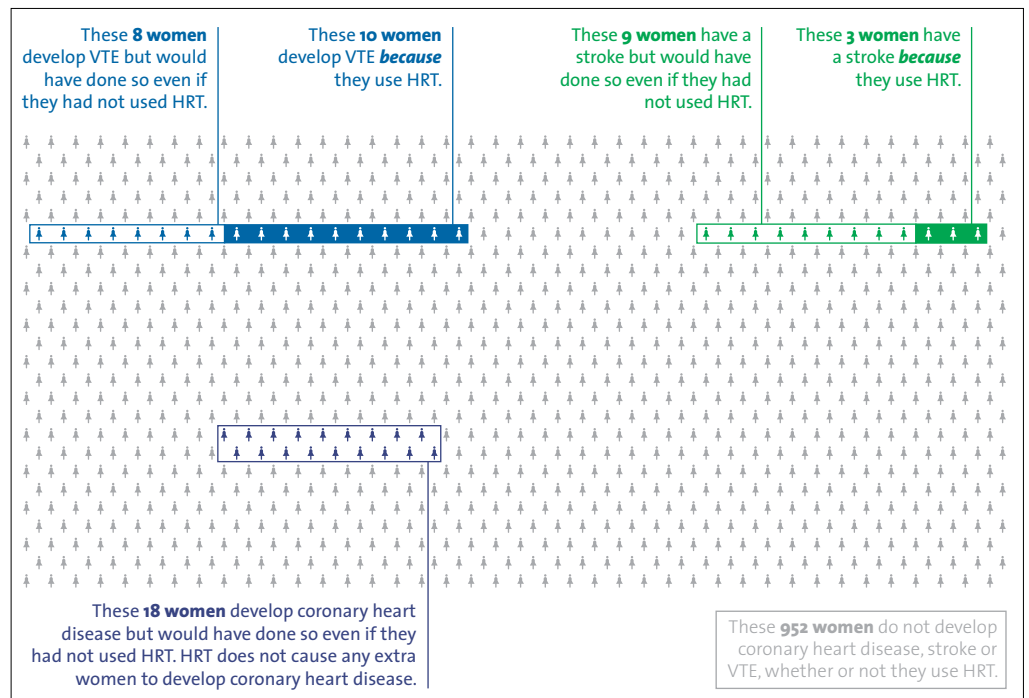 These 8 women
develop VTE but would
have done so even if
they had not used HRT.
These 10 women
develop VTE because
they use HRT.
These 9 women have a
stroke but would have
done so even if they had
not used HRT.
These 3 women have
a stroke because
they use HRT.
These 18 women develop coronary heart
disease but would have done so even if they
had not used HRT. HRT does not cause any extra
women to develop coronary heart disease.
These 952 women do not develop
coronary heart disease, stroke or
VTE, whether or not they use HRT.